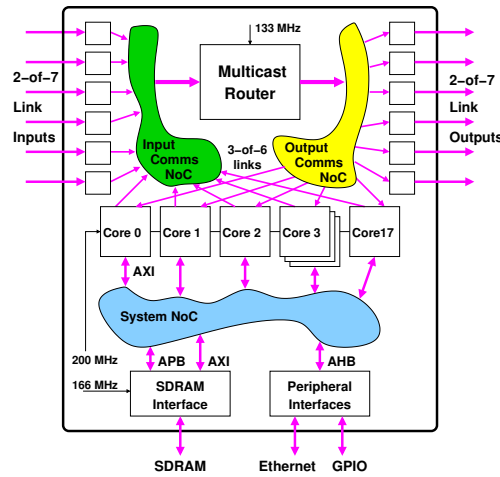 133 MHz
2-of-7
Link
Inputs
Multicast
Router
2-of-7
Link
Outputs
Input
Comms
NoC
3-of-6
links
Output
Comms
NoC
Core 0
Core 1
Core 2
Core 3
Core17
AXI
System NoC
200 MHz
166 MHz
APB
AXI
AHB
SDRAM
Interface
Peripheral
Interfaces
SDRAM
Ethernet
GPIO